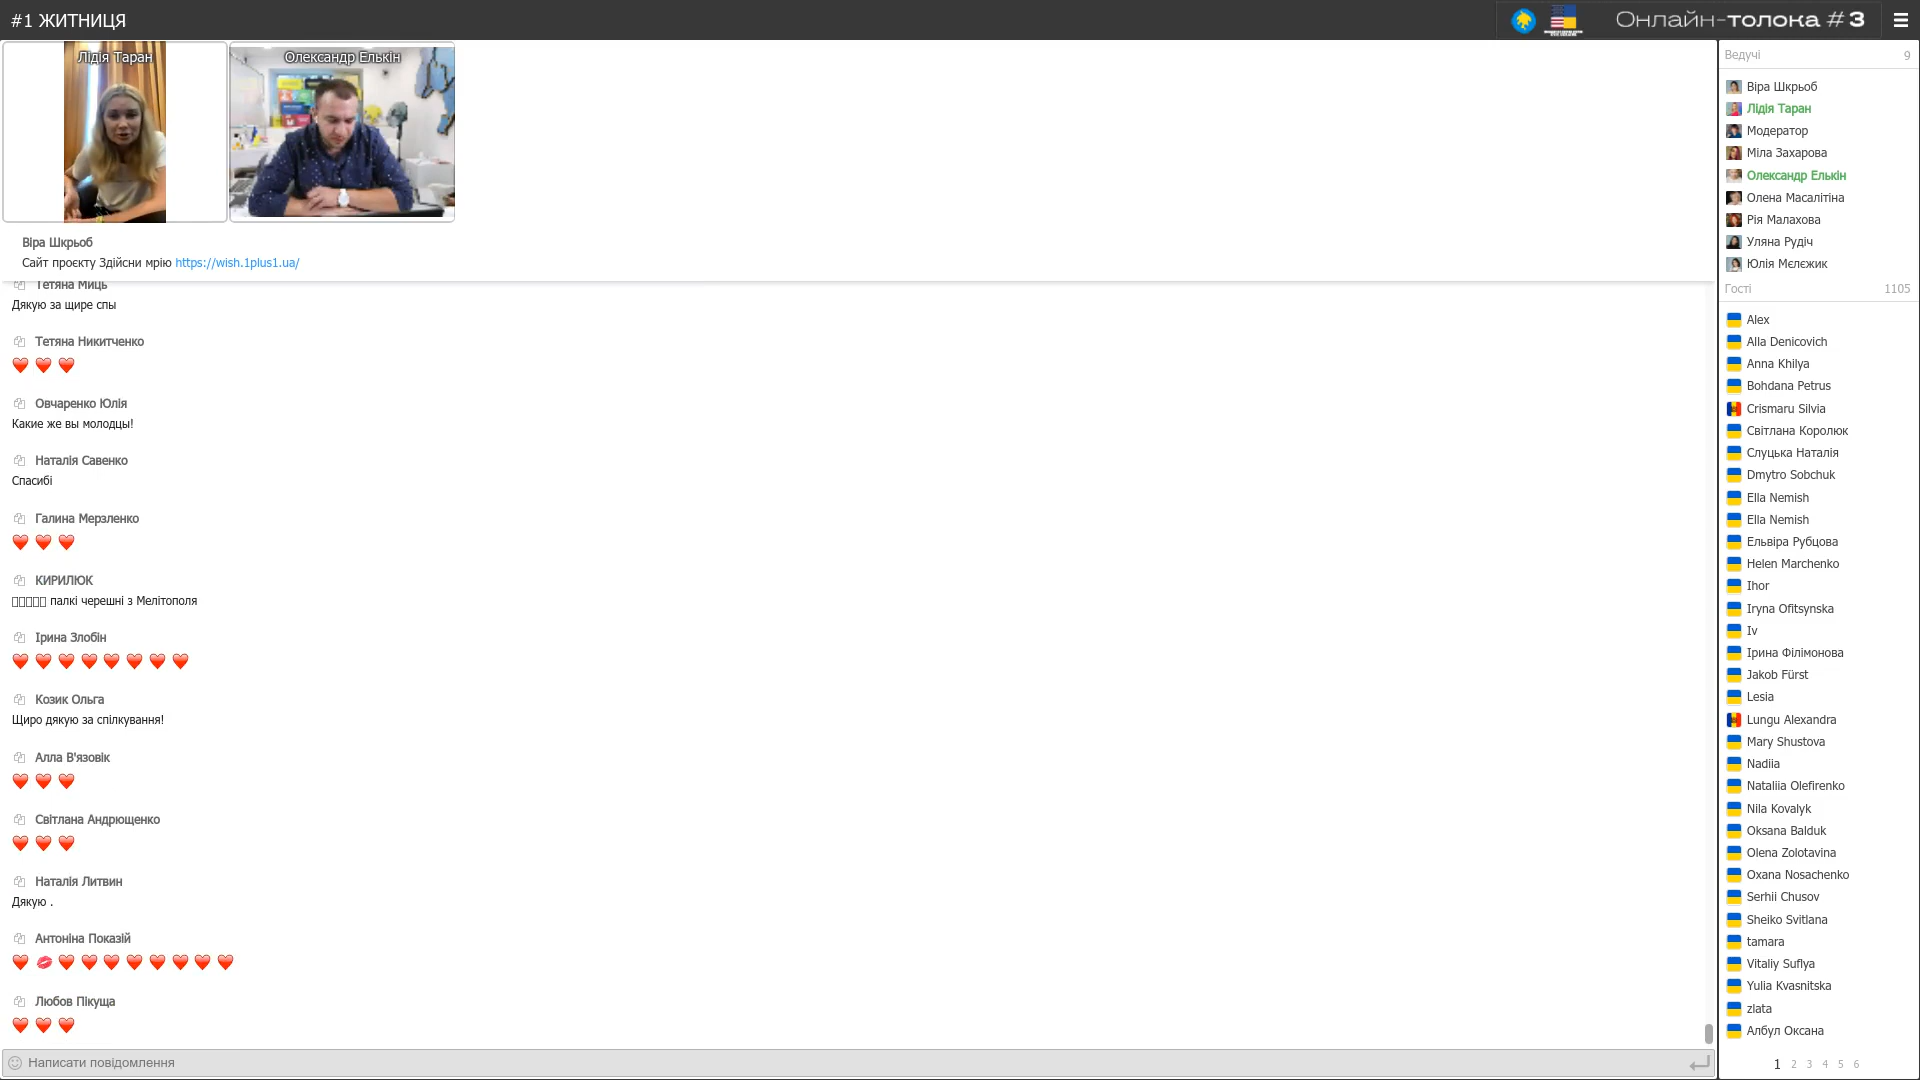 #1 ЖИТНИЦЯ
Онлайн-толока #3
Лідія Таран
Олександр Елькін
Віра Шкрьоб
Сайт проєкту Здійсни мрію https://wish.1plus1.ua/
Тетяна Миць
Дякую за щире спы
Тетяна Никитченко
❤️ ❤️ ❤️
Овчаренко Юлія
Какие же вы молодцы!
Наталія Савенко
Спасибі
Галина Мерзленко
❤️ ❤️ ❤️
КИРИЛЮК
палкі черешні з Мелітополя
Ірина Злобін
❤️ ❤️ ❤️ ❤️ ❤️ ❤️ ❤️ ❤️
Козик Ольга
Щиро дякую за спілкування!
Алла В'язовік
❤️ ❤️ ❤️
Світлана Андрющенко
❤️ ❤️ ❤️
Наталія Литвин
Дякую .
Антоніна Показій
❤️ 💋 ❤️ ❤️ ❤️ ❤️ ❤️ ❤️ ❤️ ❤️
Любов Пікуща
❤️ ❤️ ❤️
Написати повідомлення
Ведучі 9
Віра Шкрьоб
Лідія Таран
Модератор
Міла Захарова
Олександр Елькін
Олена Масалітіна
Рія Малахова
Уляна Рудіч
Юлія Мєлєжик
Гості 1105
Alex
Alla Denicovich
Anna Khilya
Bohdana Petrus
Crismaru Silvia
Cвітлана Королюк
Cлуцька Наталія
Dmytro Sobchuk
Ella Nemish
Ella Nemish
Eльвіра Рубцова
Helen Marchenko
Ihor
Iryna Ofitsynska
Iv
Iрина Філімонова
Jakob Fürst
Lesia
Lungu Alexandra
Mary Shustova
Nadiia
Nataliia Olefirenko
Nila Kovalyk
Oksana Balduk
Olena Zolotavina
Oxana Nosachenko
Serhii Chusov
Sheiko Svitlana
tamara
Vitaliy Suflya
Yulia Kvasnitska
zlata
Албул Оксана
1 2 3 4 5 6